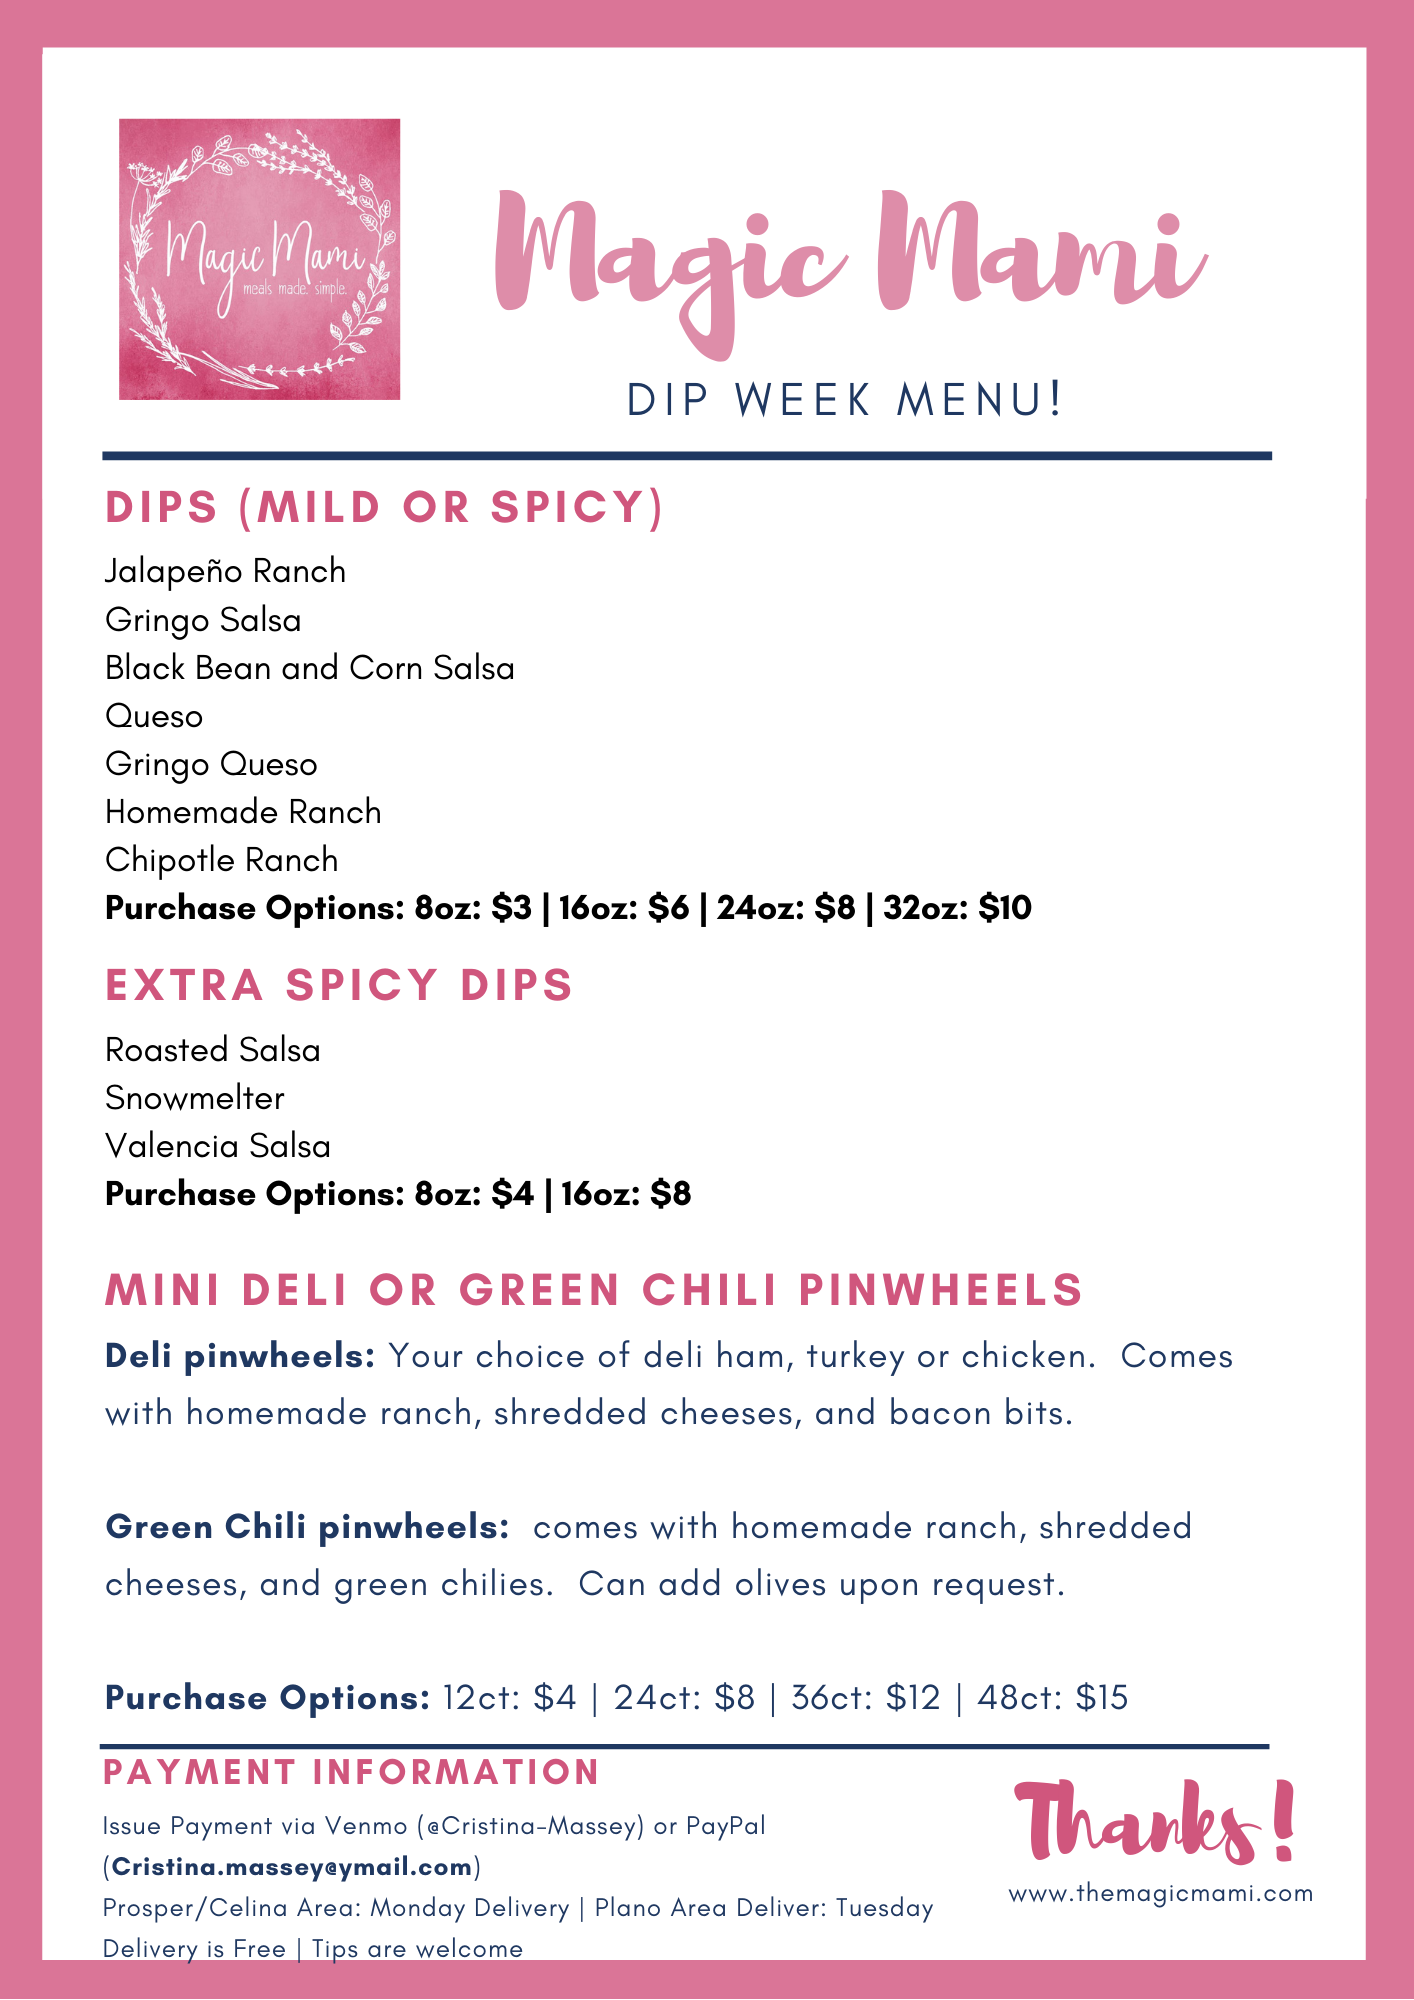 Magic Mami
meals made. simple.
Magic Mami
DIP WEEK MENU!
DIPS (MILD OR SPICY)
Jalapeño Ranch
Gringo Salsa
Black Bean and Corn Salsa
Queso
Gringo Queso
Homemade Ranch
Chipotle Ranch
Purchase Options: 8oz: $3 | 16oz: $6 | 24oz: $8 | 32oz: $10
EXTRA SPICY DIPS
Roasted Salsa
Snowmelter
Valencia Salsa
Purchase Options: 8oz: $4 | 16oz: $8
MINI DELI OR GREEN CHILI PINWHEELS
Deli pinwheels: Your choice of deli ham, turkey or chicken. Comes
with homemade ranch, shredded cheeses, and bacon bits.
Green Chili pinwheels: comes with homemade ranch, shredded
cheeses, and green chilies. Can add olives upon request.
Purchase Options: 12ct: $4 | 24ct: $8 | 36ct: $12 | 48ct: $15
PAYMENT INFORMATION
Issue Payment via Venmo (@Cristina-Massey) or PayPal
(Cristina.massey@ymail.com)
Prosper/Celina Area: Monday Delivery | Plano Area Deliver: Tuesday
Delivery is Free | Tips are welcome
Thanks!
www.themagicmami.com